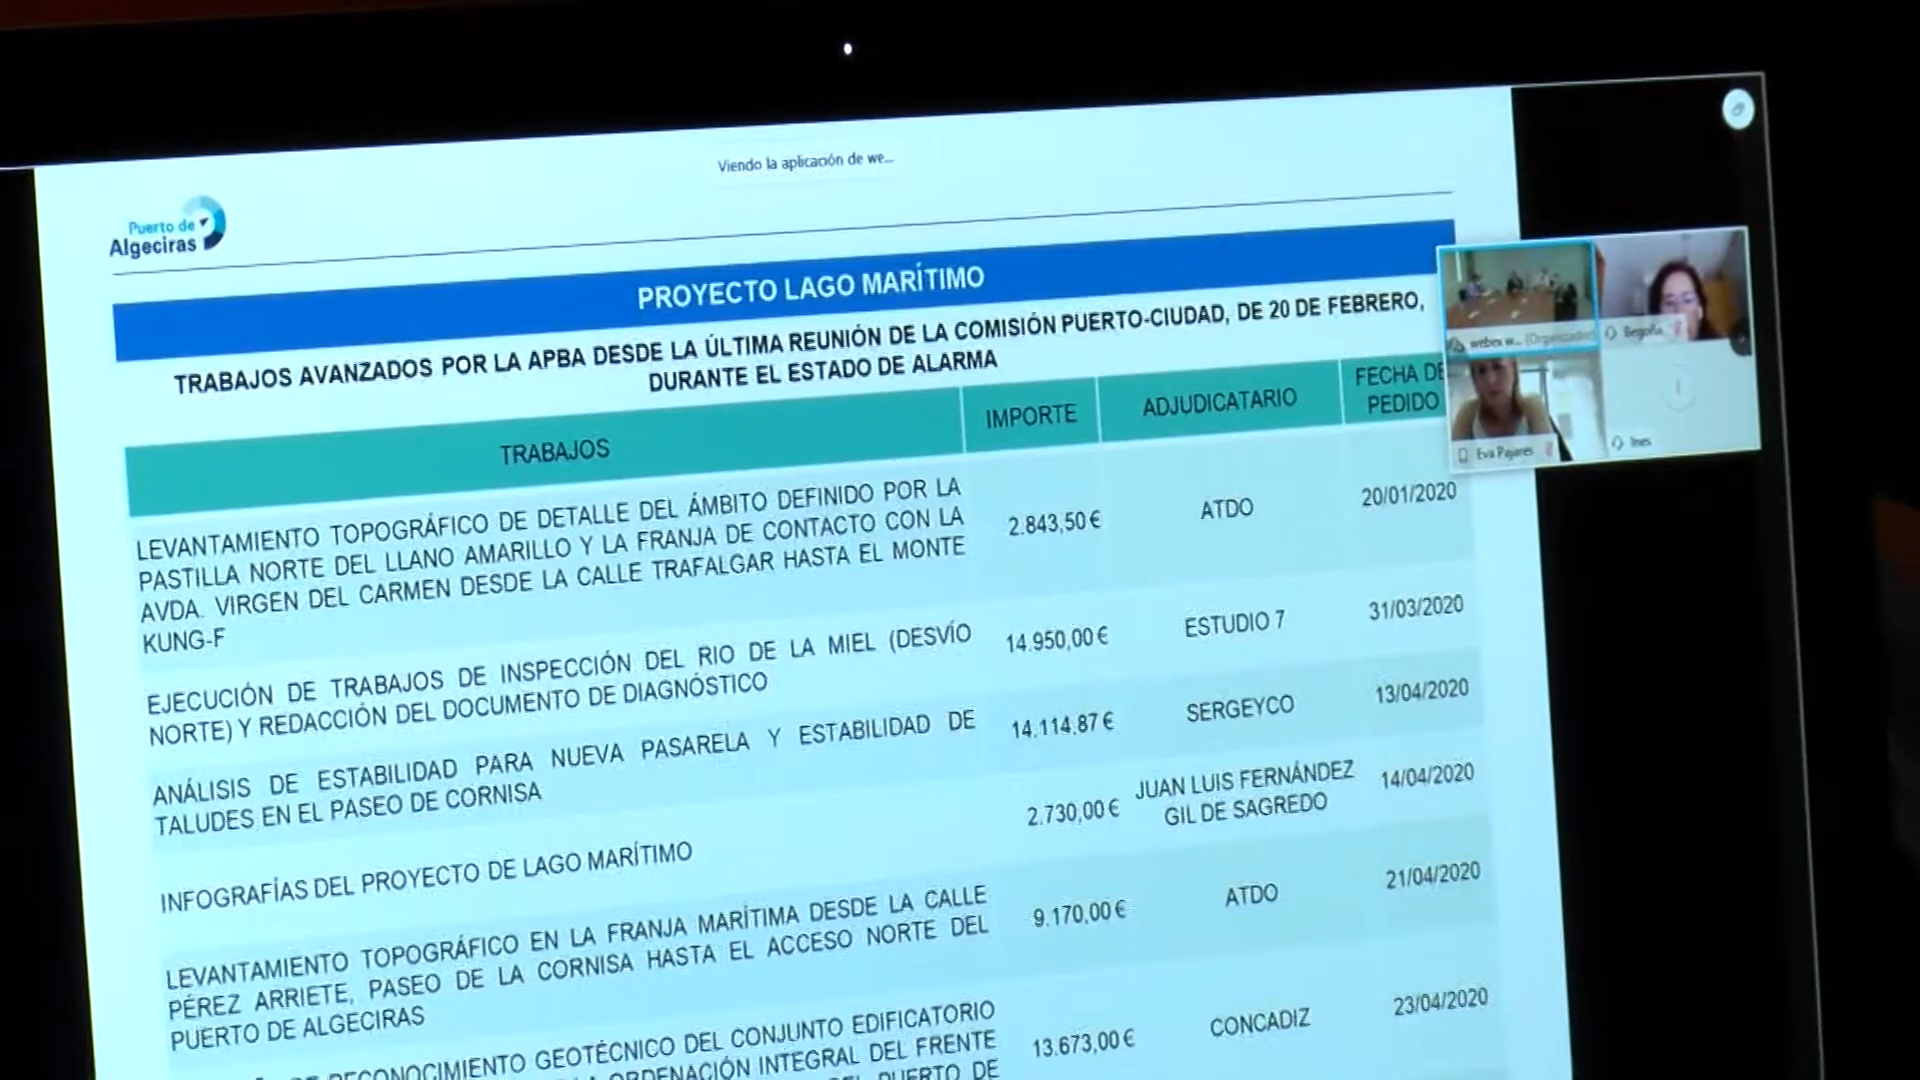 Viendo la aplicación de we...
Puerto de
Algeciras
PROYECTO LAGO MARÍTIMO
TRABAJOS AVANZADOS POR LA APBA DESDE LA ÚLTIMA REUNIÓN DE LA COMISIÓN PUERTO-CIUDAD, DE 20 DE FEBRERO,
DURANTE EL ESTADO DE ALARMA
TRABAJOS
IMPORTE
ADJUDICATARIO
FECHA DE
PEDIDO
LEVANTAMIENTO TOPOGRÁFICO DE DETALLE DEL ÁMBITO DEFINIDO POR LA
PASTILLA NORTE DEL LLANO AMARILLO Y LA FRANJA DE CONTACTO CON LA
AVDA. VIRGEN DEL CARMEN DESDE LA CALLE TRAFALGAR HASTA EL MONTE
KUNG-F
2.843,50 €
ATDO
20/01/2020
EJECUCIÓN DE TRABAJOS DE INSPECCIÓN DEL RIO DE LA MIEL (DESVÍO
NORTE) Y REDACCIÓN DEL DOCUMENTO DE DIAGNÓSTICO
14.950,00 €
ESTUDIO 7
31/03/2020
ANÁLISIS DE ESTABILIDAD PARA NUEVA PASARELA Y ESTABILIDAD DE
TALUDES EN EL PASEO DE CORNISA
14.114,87 €
SERGEYCO
13/04/2020
INFOGRAFÍAS DEL PROYECTO DE LAGO MARÍTIMO
2.730,00 €
JUAN LUIS FERNÁNDEZ
GIL DE SAGREDO
14/04/2020
LEVANTAMIENTO TOPOGRÁFICO EN LA FRANJA MARÍTIMA DESDE LA CALLE
PÉREZ ARRIETE, PASEO DE LA CORNISA HASTA EL ACCESO NORTE DEL
PUERTO DE ALGECIRAS
9.170,00 €
ATDO
21/04/2020
RECONOCIMIENTO GEOTÉCNICO DEL CONJUNTO EDIFICATORIO
ORDENACIÓN INTEGRAL DEL FRENTE
DEL PUERTO DE
13.673,00 €
CONCADIZ
23/04/2020
webex w... (Organizador)
Begoña
Eva Pajares
Ines